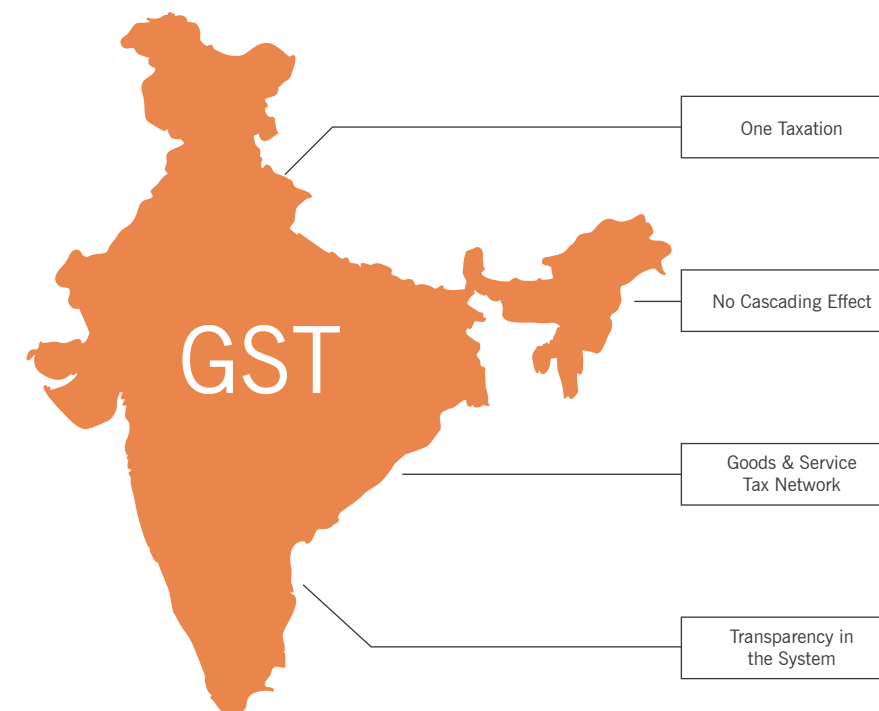 One Taxation
No Cascading Effect
GST
Goods & Service
Tax Network
Transparency in
the System